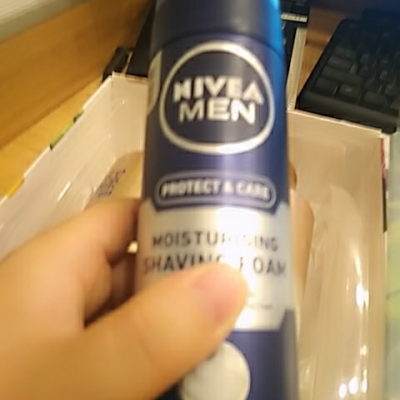 NIVEA
MEN
PROTECT & CARE
MOISTURISING
SHAVING FOAM